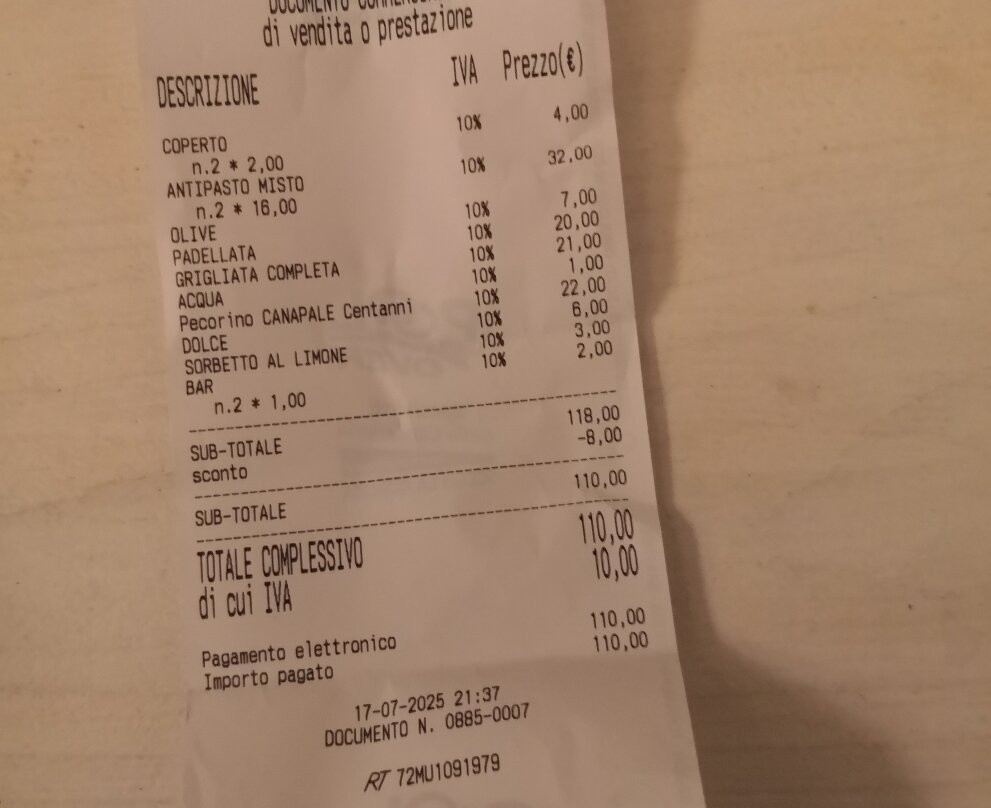 DOCUMENTO COMMERCIALE
di vendita o prestazione
DESCRIZIONE IVA Prezzo(€)
COPERTO 10% 4,00
n.2 * 2,00
ANTIPASTO MISTO 10% 32,00
n.2 * 16,00
OLIVE 10% 7,00
PADELLATA 10% 20,00
GRIGLIATA COMPLETA 10% 21,00
ACQUA 10% 1,00
Pecorino CANAPALE Centanni 10% 22,00
DOLCE 10% 6,00
SORBETTO AL LIMONE 10% 3,00
BAR 10% 2,00
n.2 * 1,00
SUB-TOTALE 118,00
sconto -8,00
SUB-TOTALE 110,00
TOTALE COMPLESSIVO 110,00
di cui IVA 10,00
Pagamento elettronico 110,00
Importo pagato 110,00
17-07-2025 21:37
DOCUMENTO N. 0885-0007
RT 72MU1091979